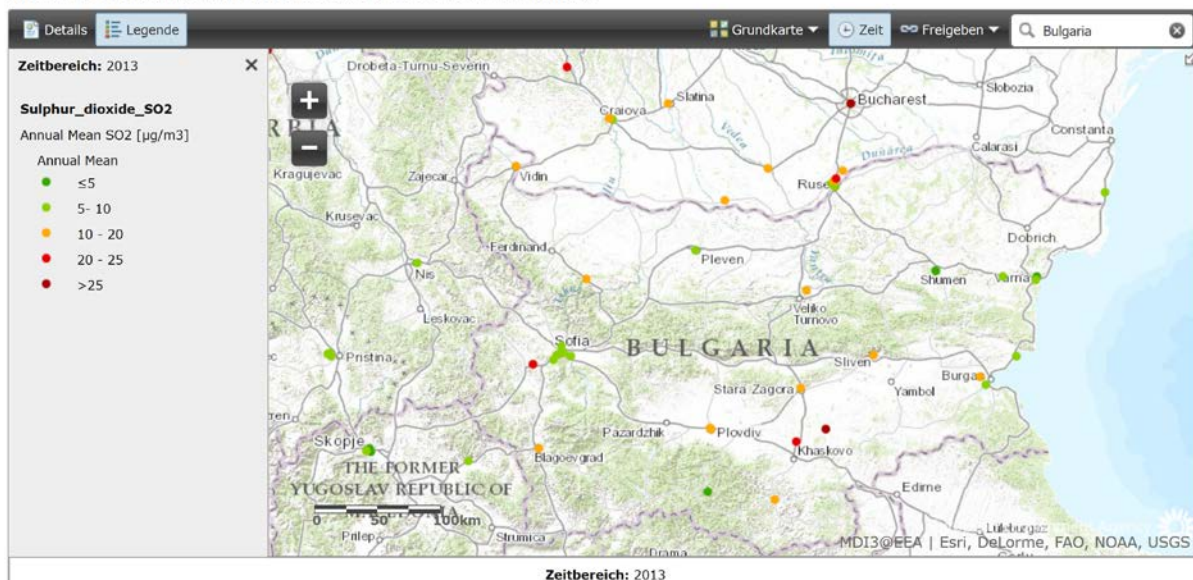 Details
Legende
Grundkarte
Zeit
Freigeben
Bulgaria
Zeitbereich: 2013
Sulphur_dioxide_SO2
Annual Mean SO2 [µg/m3]
Annual Mean
≤5
5- 10
10 - 20
20 - 25
>25
Drobeta-Turnu-Severin
Slatina
Craiova
Bucharest
Slobozia
Constanta
Calarasi
Videa
Dunărea
Kragujevac
Zajecar
Vidin
Ruse
Krusevac
Ferdinand
Pleven
Dobrich
Nis
Shumen
Varna
Leskovac
Veliko
Turnovo
Sofia
BULGARIA
Pristina
Sliven
Burgas
Stara Zagora
Yambol
Pazardzhik
Plovdiv
Skopje
Khaskovo
Blagoevgrad
THE FORMER
YUGOSLAV REPUBLIC OF
Edirne
0 50 100km
Prilep
Strumica
Drama
Luleburgaz
MDI3@EEA | Esri, DeLorme, FAO, NOAA, USGS
Zeitbereich: 2013